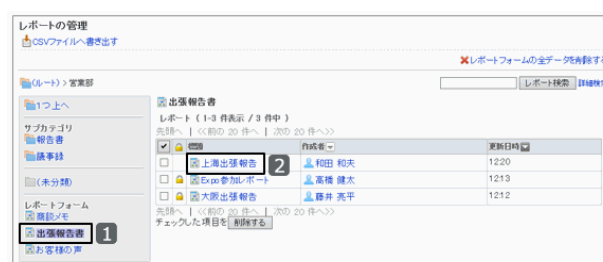 レポートの管理
CSVファイルへ書き出す
レポートフォームの全データを削除する
(ルート) > 営業部
レポート検索 詳細検索
1つ上へ
サブカテゴリ
報告書
議事録
(未分類)
レポートフォーム
商談メモ
出張報告書 1
お客様の声
出張報告書
レポート ( 1-3 件表示 / 3 件中 )
先頭へ | <<前の 20 件へ | 次の 20 件へ>>
作成者 更新日時
上海出張報告 2 和田 和夫 12:20
Expo参加レポート 高橋 健太 12:13
大阪出張報告 藤井 亮平 12:12
先頭へ | <<前の 20 件へ | 次の 20 件へ>>
チェックした項目を 削除する